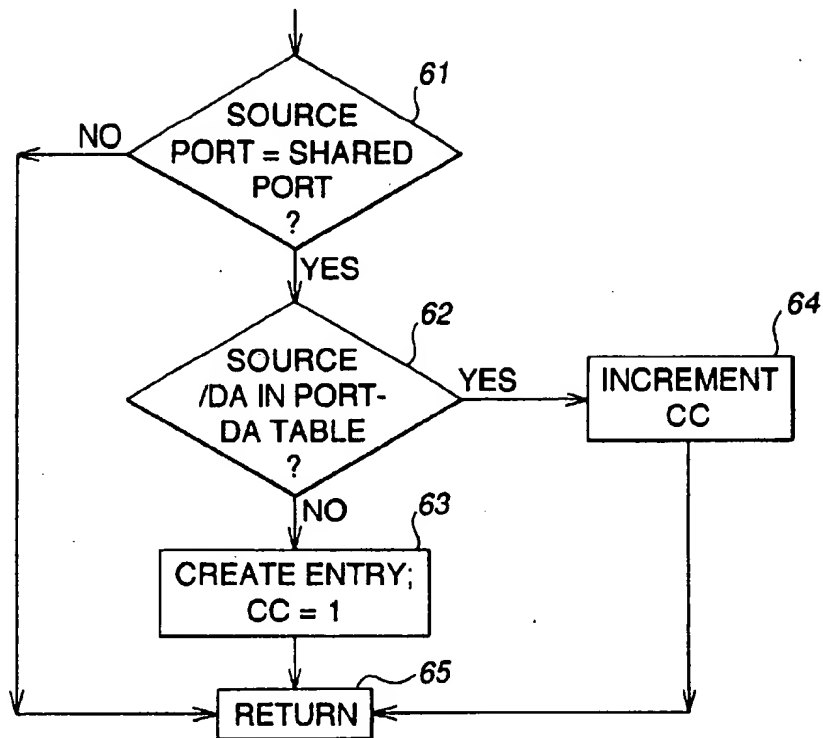 61
SOURCE
PORT = SHARED
PORT
?
NO
YES
62
SOURCE
/DA IN PORT-
DA TABLE
?
YES
64
INCREMENT
CC
NO
63
CREATE ENTRY;
CC = 1
65
RETURN